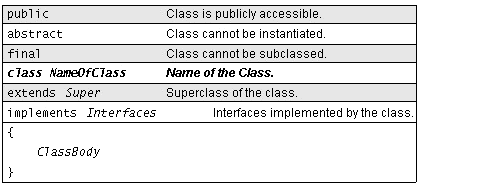 public Class is publicly accessible.
abstract Class cannot be instantiated.
final Class cannot be subclassed.
class NameOfClass Name of the Class.
extends Super Superclass of the class.
implements Interfaces Interfaces implemented by the class.
{
ClassBody
}